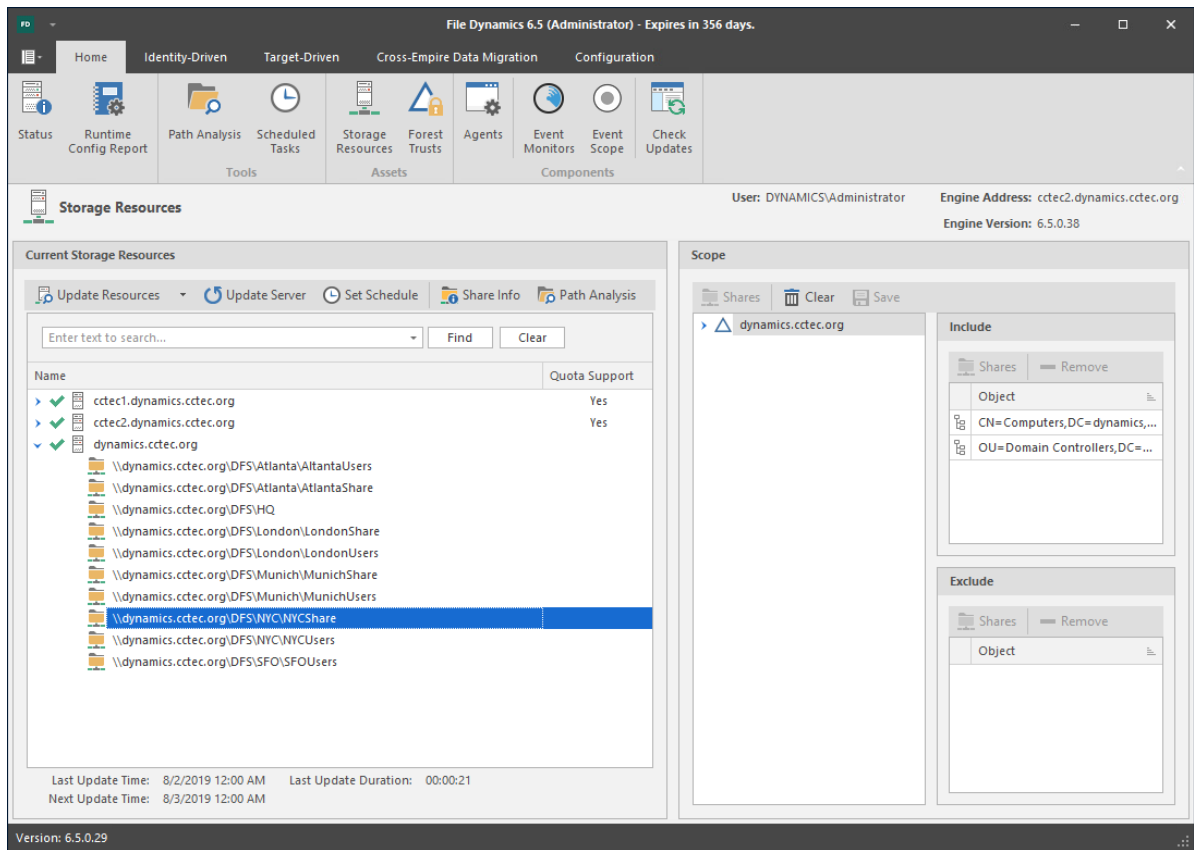 FD
File Dynamics 6.5 (Administrator) - Expires in 356 days.
Home Identity-Driven Target-Driven Cross-Empire Data Migration Configuration
Status
Runtime
Config Report
Path Analysis
Scheduled
Tasks
Storage
Resources
Forest
Trusts
Agents
Event
Monitors
Event
Scope
Check
Updates
Tools Assets Components
Storage Resources
User: DYNAMICS\Administrator
Engine Address: cctec2.dynamics.cctec.org
Engine Version: 6.5.0.38
Current Storage Resources
Update Resources Update Server Set Schedule Share Info Path Analysis
Enter text to search... Find Clear
Name Quota Support
cctec1.dynamics.cctec.org Yes
cctec2.dynamics.cctec.org Yes
dynamics.cctec.org
\\dynamics.cctec.org\DFS\Atlanta\AltantaUsers
\\dynamics.cctec.org\DFS\Atlanta\AtlantaShare
\\dynamics.cctec.org\DFS\HQ
\\dynamics.cctec.org\DFS\London\LondonShare
\\dynamics.cctec.org\DFS\London\LondonUsers
\\dynamics.cctec.org\DFS\Munich\MunichShare
\\dynamics.cctec.org\DFS\Munich\MunichUsers
\\dynamics.cctec.org\DFS\NYC\NYCShare
\\dynamics.cctec.org\DFS\NYC\NYCUsers
\\dynamics.cctec.org\DFS\SFO\SFOUsers
Last Update Time: 8/2/2019 12:00 AM Last Update Duration: 00:00:21
Next Update Time: 8/3/2019 12:00 AM
Scope
Shares Clear Save
dynamics.cctec.org
Include
Shares Remove
Object
CN=Computers,DC=dynamics,...
OU=Domain Controllers,DC=...
Exclude
Shares Remove
Object
Version: 6.5.0.29